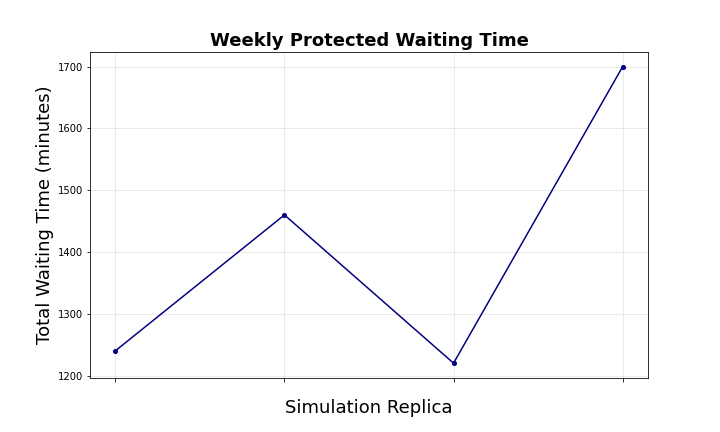 Weekly Protected Waiting Time
Total Waiting Time (minutes)
1700
1600
1500
1400
1300
1200
Simulation Replica